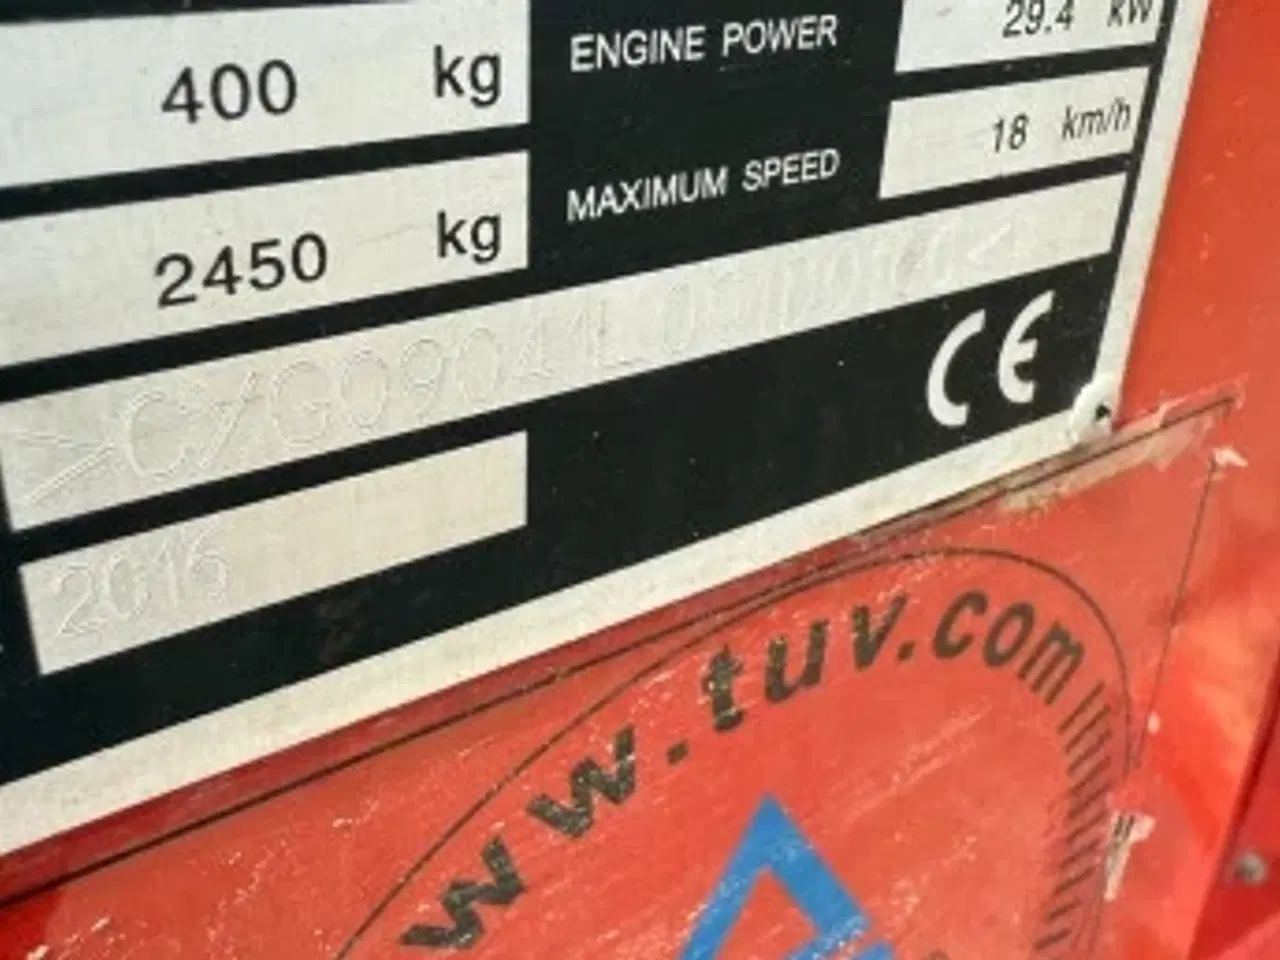 ENGINE POWER 29.4 kW
400 kg
MAXIMUM SPEED 18 km/h
2450 kg
CE
2016
www.tuv.com